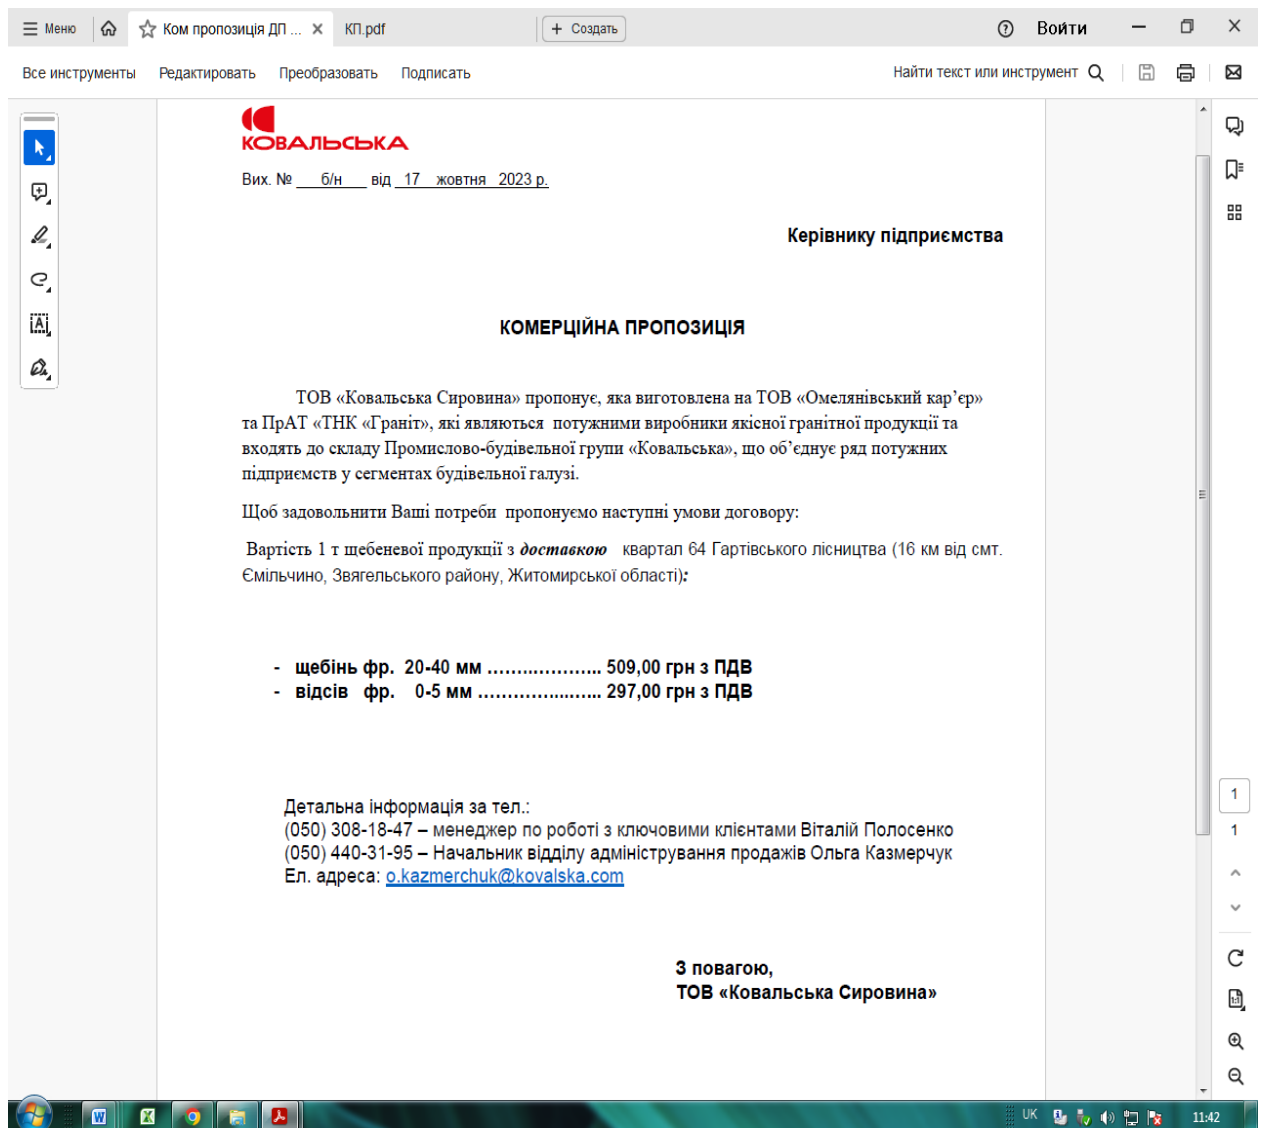 Меню
Ком пропозиція ДП ...
КП.pdf
Создать
Войти
Все инструменты Редактировать Преобразовать Подписать
Найти текст или инструмент
КОВАЛЬСЬКА
Вих. № б/н від 17 жовтня 2023 р.
Керівнику підприємства
КОМЕРЦІЙНА ПРОПОЗИЦІЯ
ТОВ «Ковальська Сировина» пропонує, яка виготовлена на ТОВ «Омелянівський кар’єр»
та ПрАТ «ТНК «Граніт», які являються потужними виробники якісної гранітної продукції та
входять до складу Промислово-будівельної групи «Ковальська», що об’єднує ряд потужних
підприємств у сегментах будівельної галузі.
Щоб задовольнити Ваші потреби пропонуємо наступні умови договору:
Вартість 1 т щебеневої продукції з доставкою квартал 64 Гартівського лісництва (16 км від смт.
Ємільчино, Звягельського району, Житомирської області):
- щебінь фр. 20-40 мм ……..……….. 509,00 грн з ПДВ
- відсів фр. 0-5 мм …………...…... 297,00 грн з ПДВ
Детальна інформація за тел.:
(050) 308-18-47 – менеджер по роботі з ключовими клієнтами Віталій Полосенко
(050) 440-31-95 – Начальник відділу адміністрування продажів Ольга Казмерчук
Ел. адреса: o.kazmerchuk@kovalska.com
З повагою,
ТОВ «Ковальська Сировина»
1
1
UK
11:42